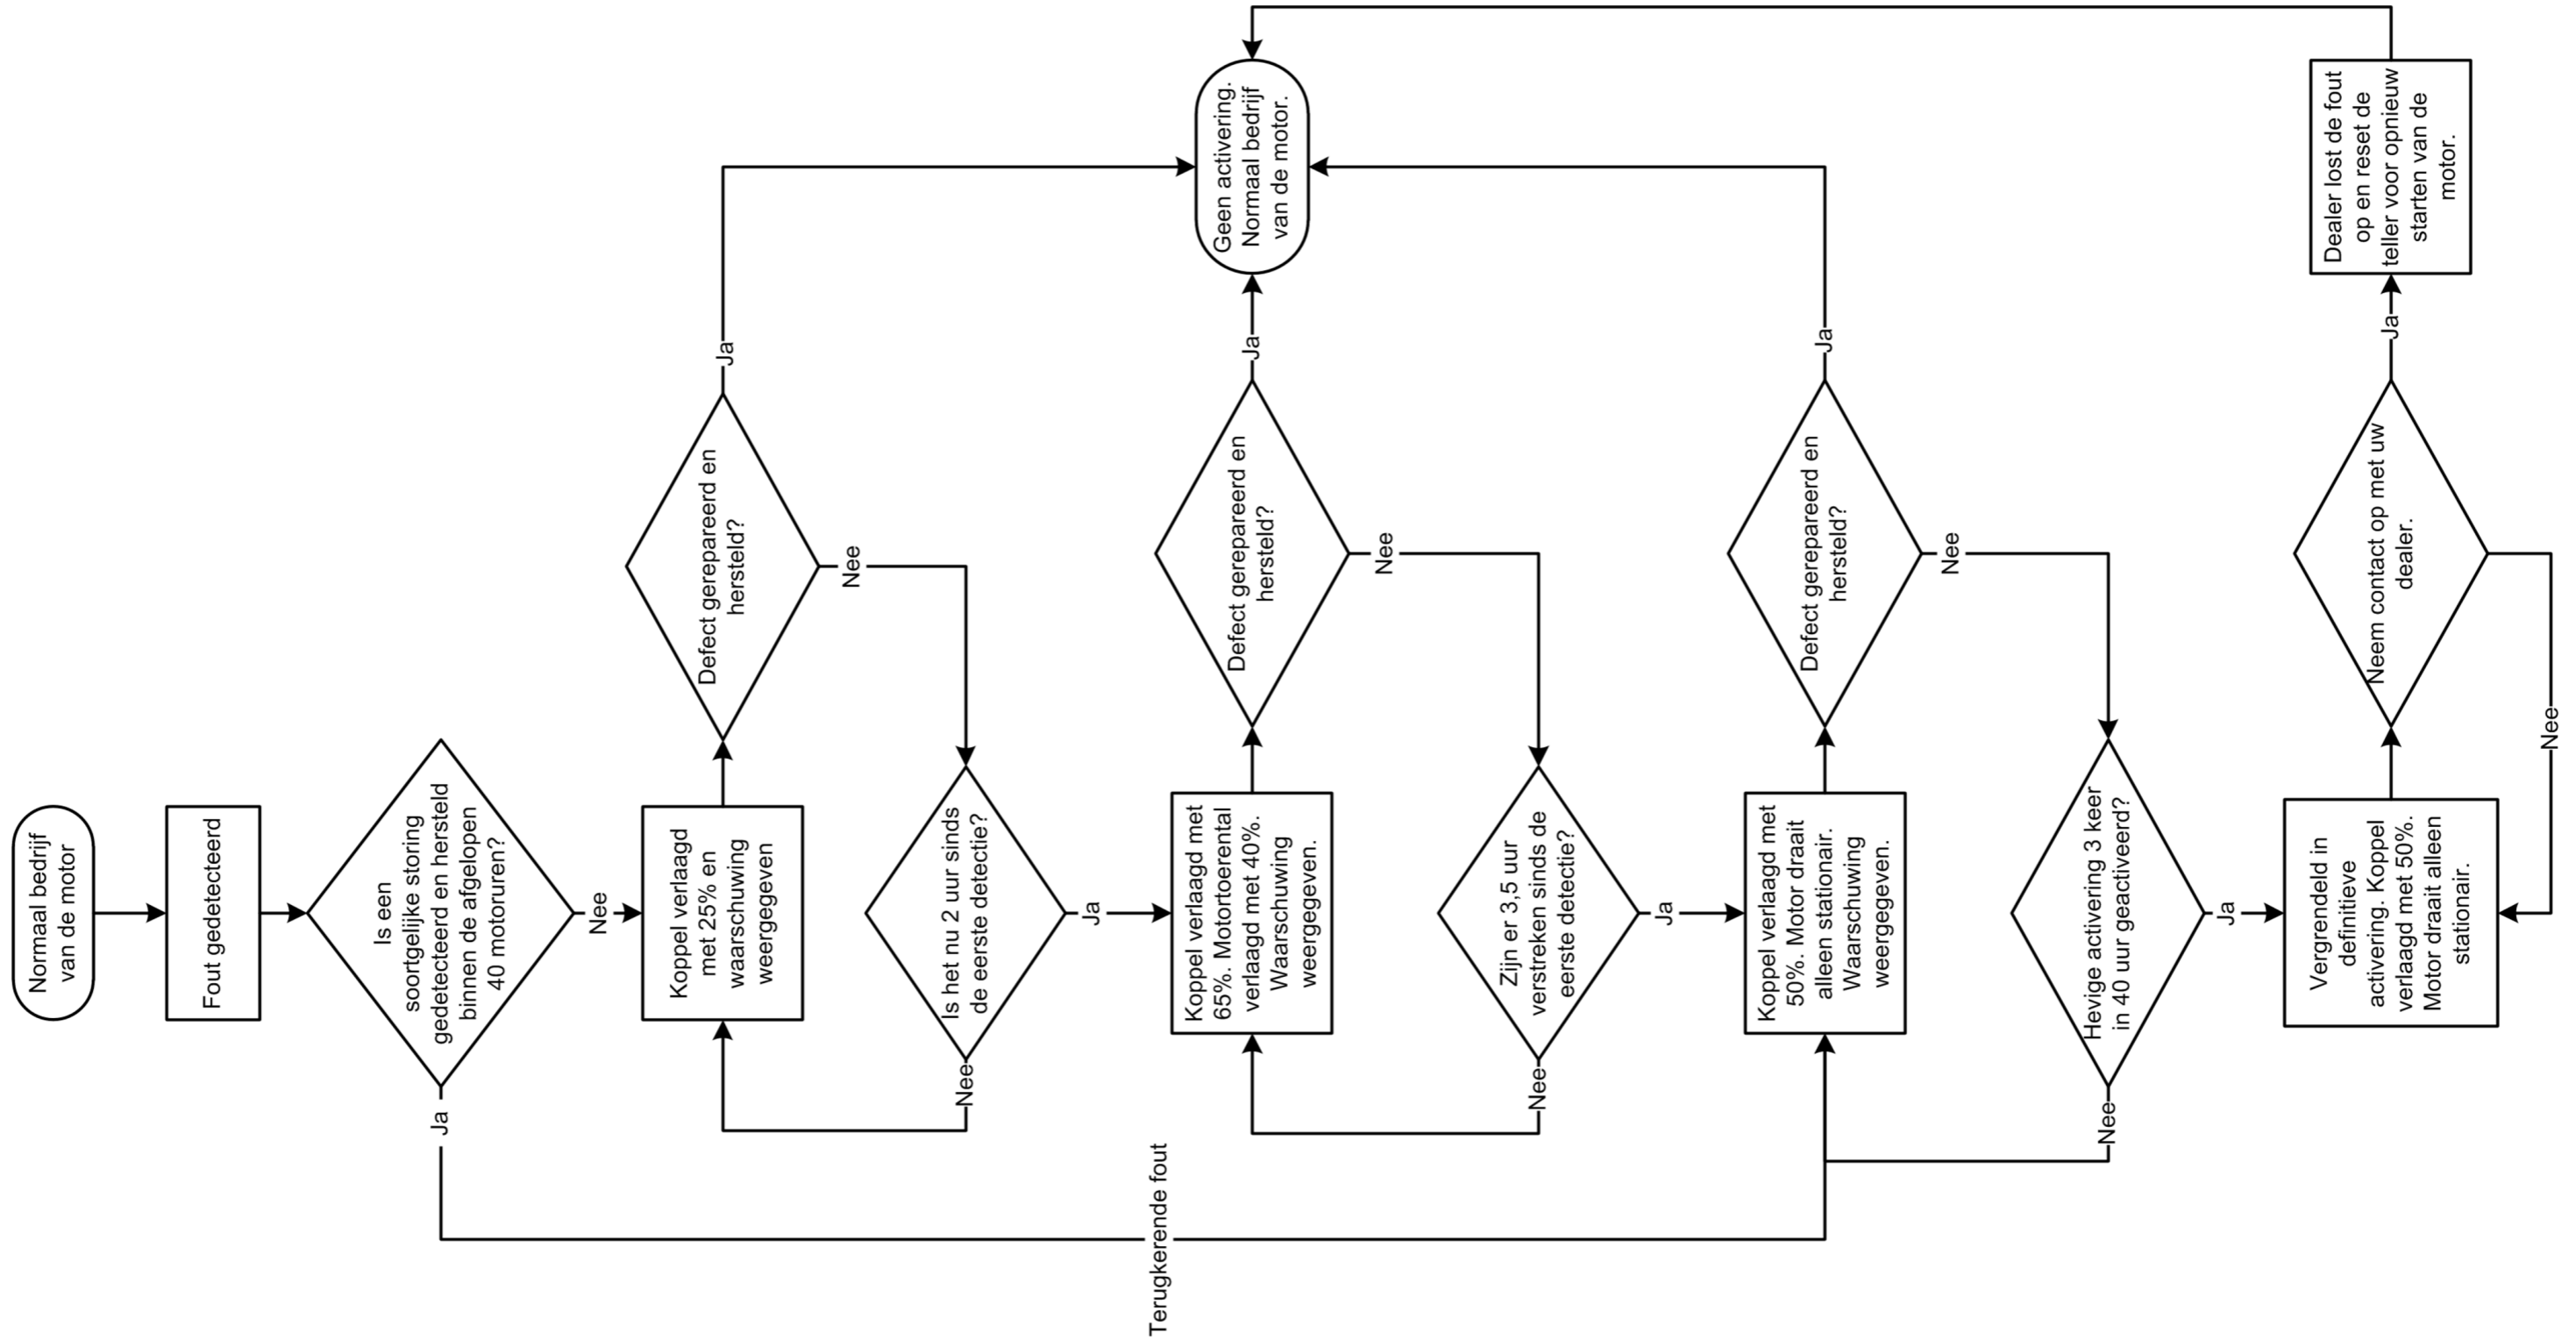 Normaal bedrijf
van de motor
Fout gedetecteerd
Is een
soortgelijke storing
gedetecteerd en hersteld
binnen de afgelopen
40 motoruren?
Ja
Nee
Terugkerende fout
Koppel verlaagd
met 25% en
waarschuwing
weergegeven
Defect gerepareerd en
hersteld?
Ja
Nee
Is het nu 2 uur sinds
de eerste detectie?
Nee
Ja
Koppel verlaagd met
65%. Motortoerental
verlaagd met 40%.
Waarschuwing
weergegeven.
Defect gerepareerd en
hersteld?
Ja
Nee
Geen activering.
Normaal bedrijf
van de motor.
Zijn er 3,5 uur
verstreken sinds de
eerste detectie?
Nee
Ja
Koppel verlaagd met
50%. Motor draait
alleen stationair.
Waarschuwing
weergegeven.
Defect gerepareerd en
hersteld?
Ja
Nee
Hevige activering 3 keer
in 40 uur geactiveerd?
Nee
Ja
Vergrendeld in
definitieve
activering. Koppel
verlaagd met 50%.
Motor draait alleen
stationair.
Neem contact op met uw
dealer.
Ja
Nee
Dealer lost de fout
op en reset de
teller voor opnieuw
starten van de
motor.